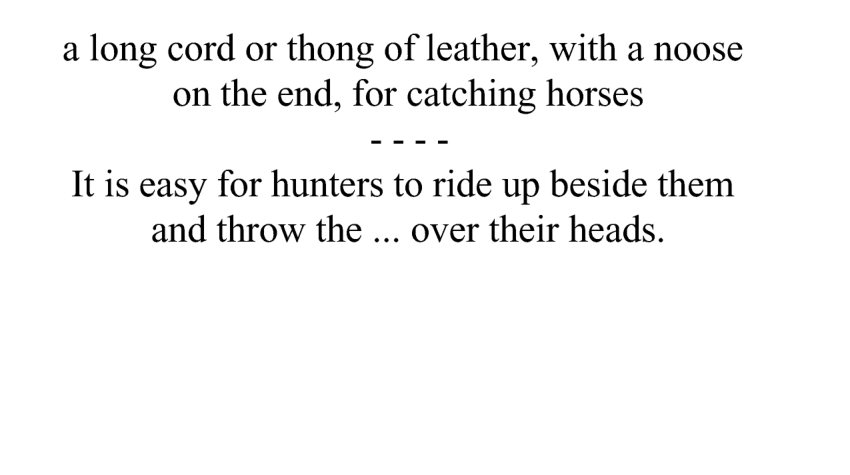 a long cord or thong of leather, with a noose
on the end, for catching horses
- - - -
It is easy for hunters to ride up beside them
and throw the ... over their heads.